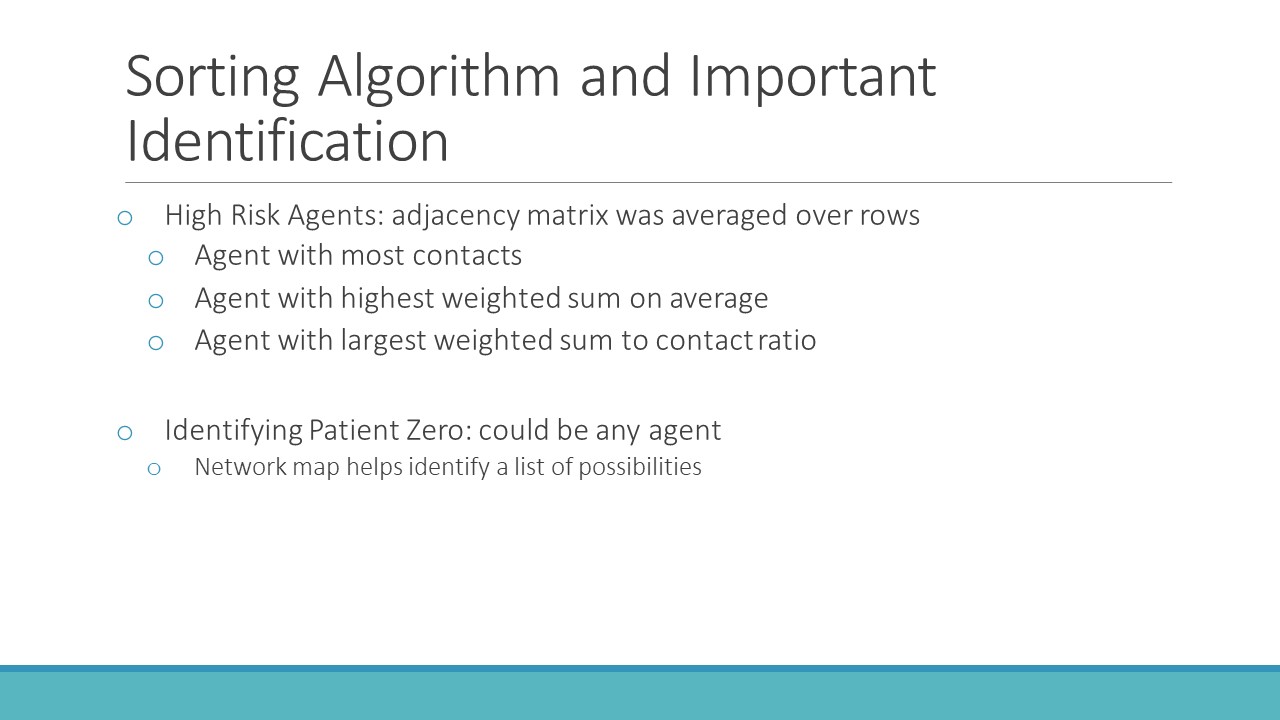 Sorting Algorithm and Important
Identification
o High Risk Agents: adjacency matrix was averaged over rows
o Agent with most contacts
o Agent with highest weighted sum on average
o Agent with largest weighted sum to contact ratio
o Identifying Patient Zero: could be any agent
o Network map helps identify a list of possibilities